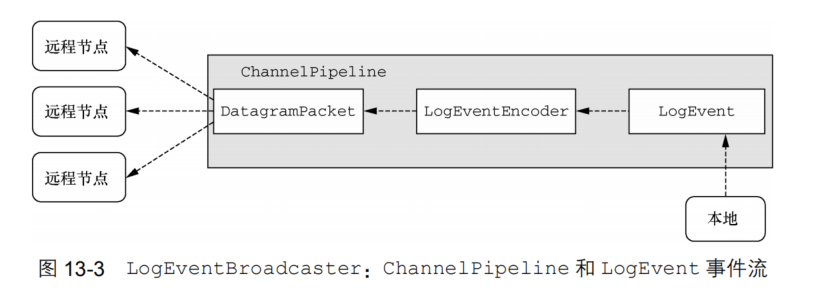 远程节点
ChannelPipeline
远程节点
DatagramPacket
LogEventEncoder
LogEvent
远程节点
本地
图 13-3 LogEventBroadcaster：ChannelPipeline 和 LogEvent 事件流